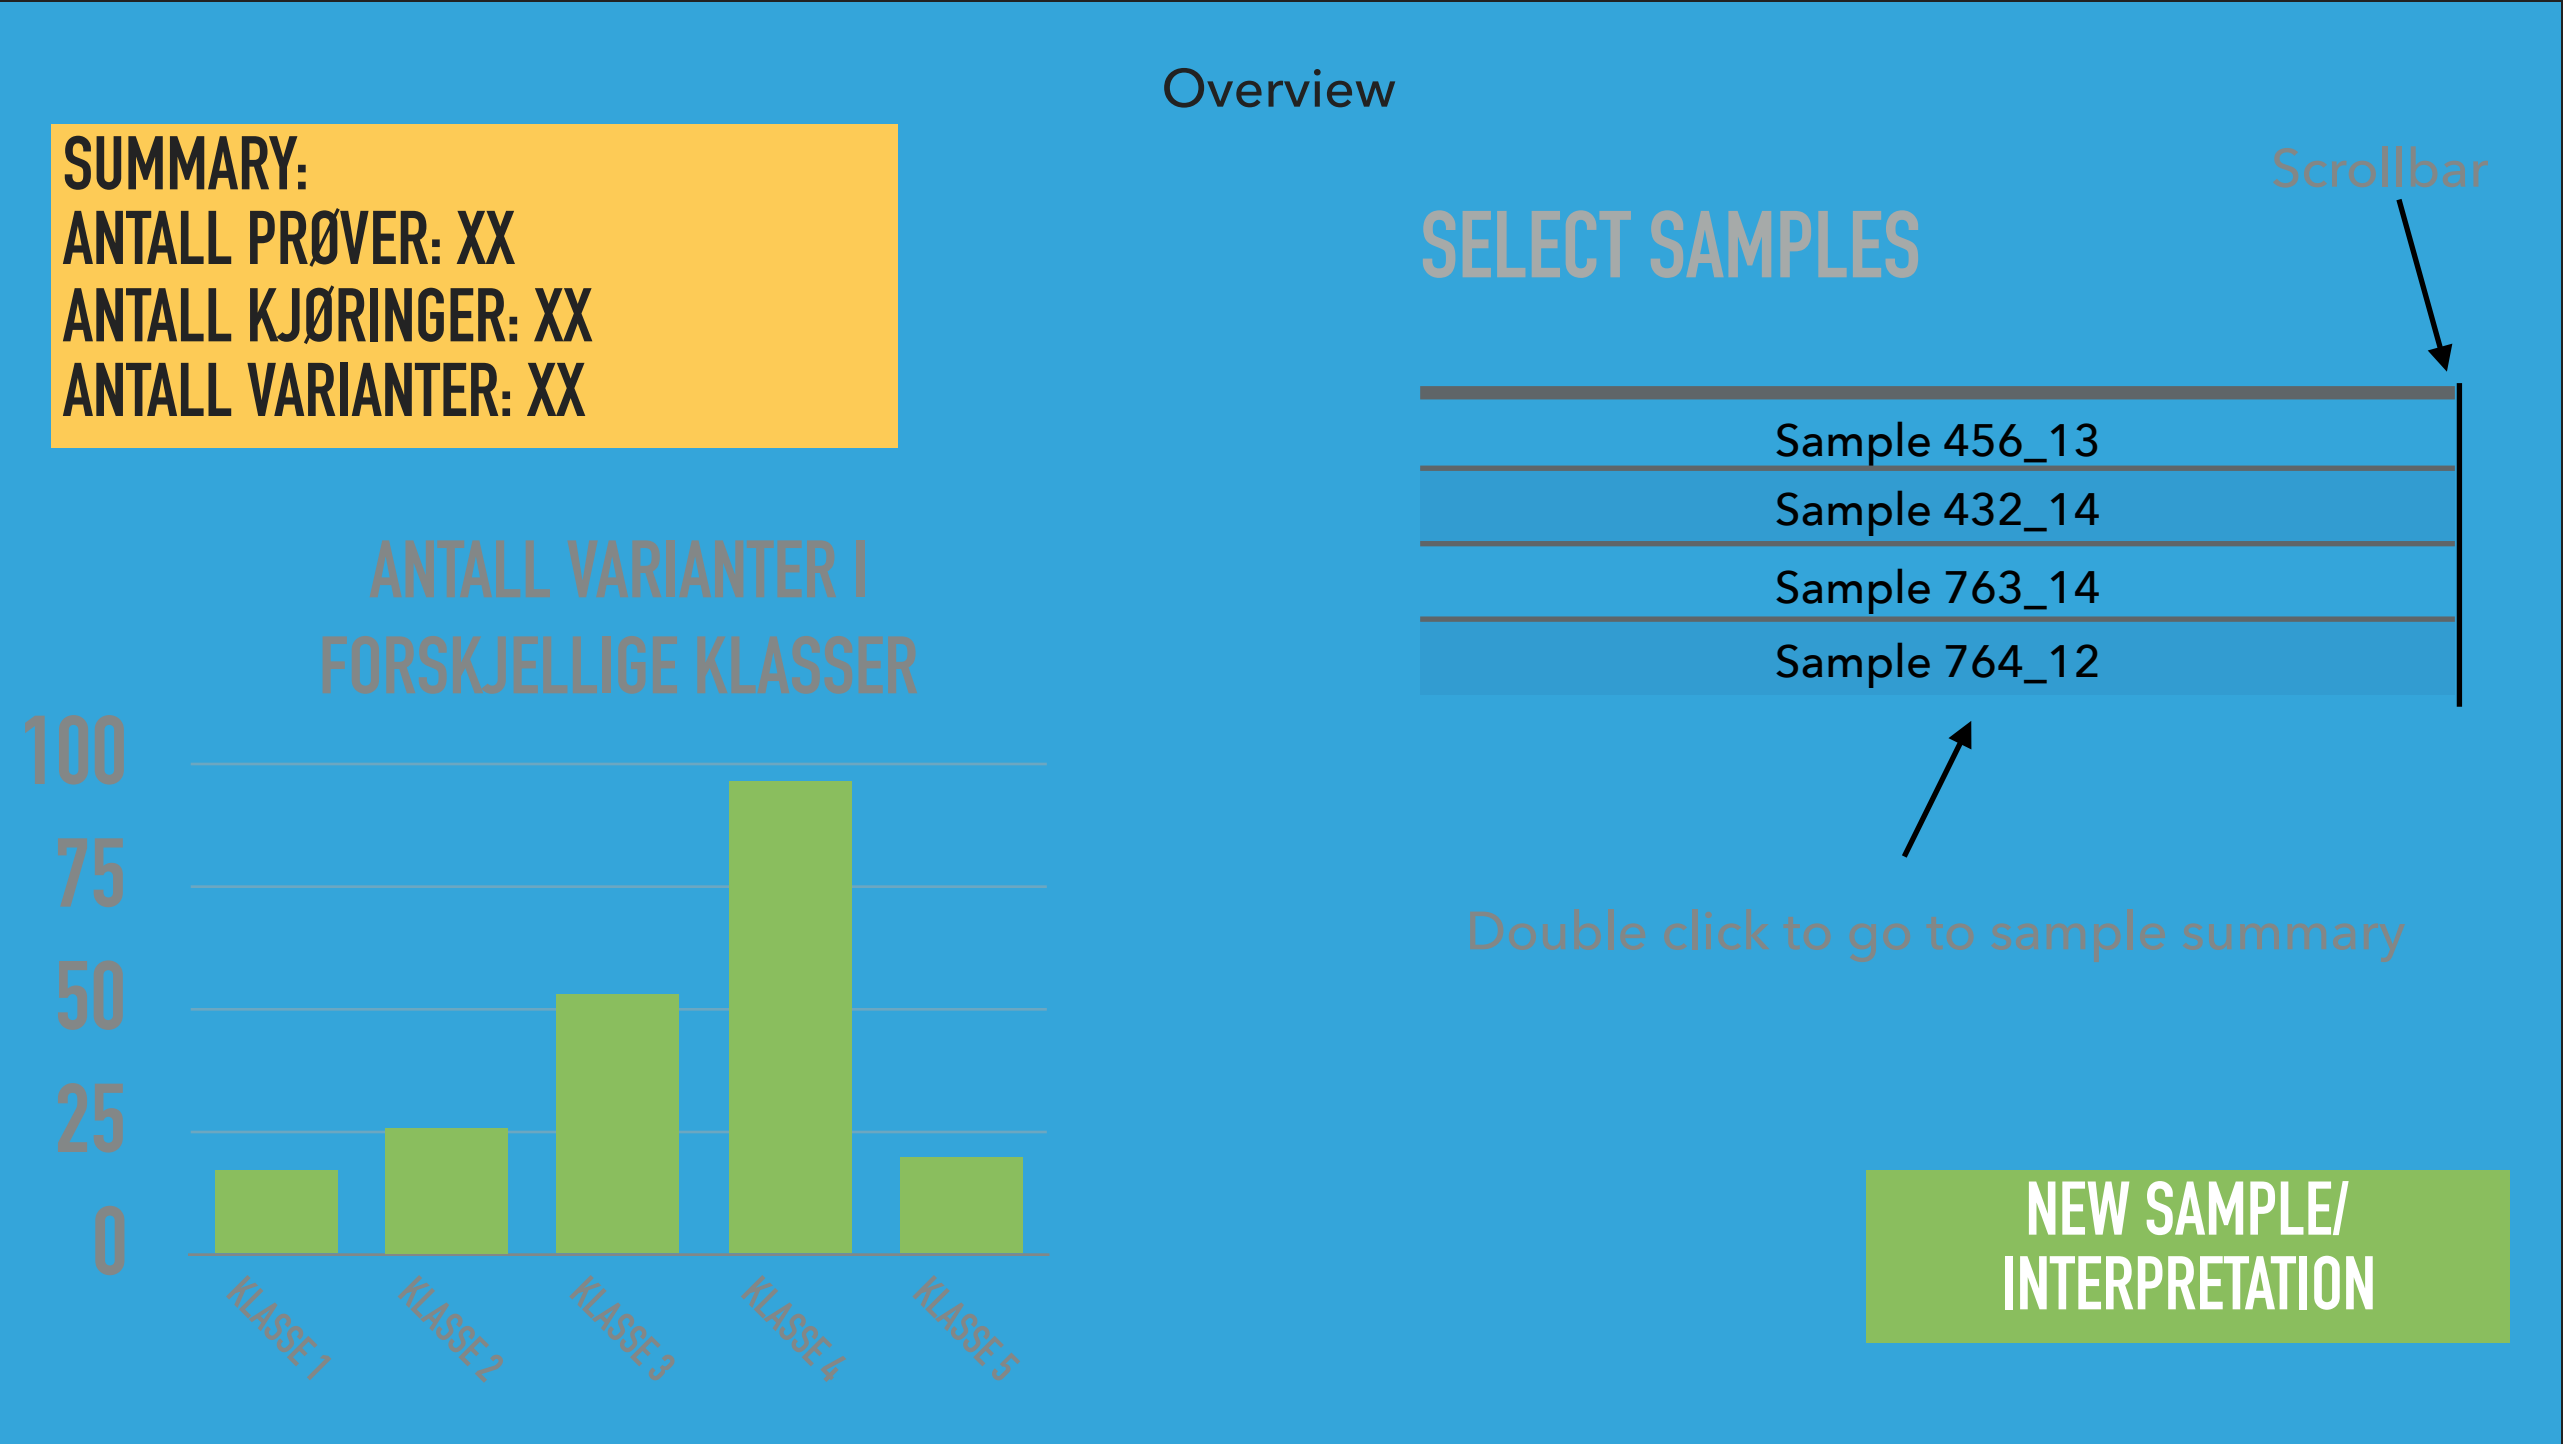 Overview
SUMMARY:
ANTALL PRØVER: XX
ANTALL KJØRINGER: XX
ANTALL VARIANTER: XX
ANTALL VARIANTER I
FORSKJELLIGE KLASSER
100
75
50
25
0
KLASSE 1
KLASSE 2
KLASSE 3
KLASSE 4
KLASSE 5
Scrollbar
SELECT SAMPLES
Sample 456_13
Sample 432_14
Sample 763_14
Sample 764_12
Double click to go to sample summary
NEW SAMPLE/
INTERPRETATION